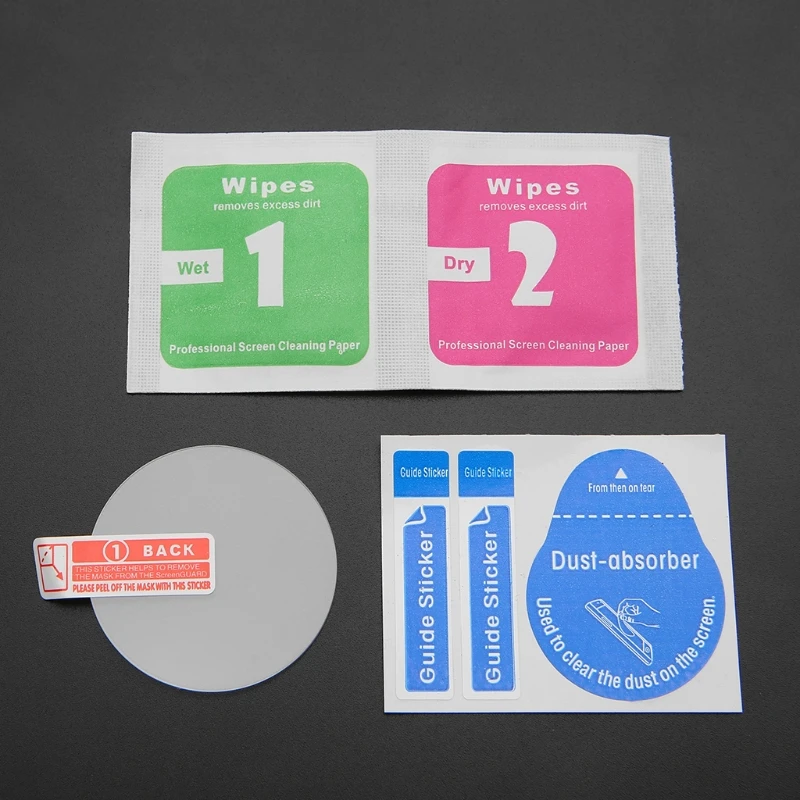 Wipes
removes excess dirt
1
Wet
Professional Screen Cleaning Paper
Wipes
removes excess dirt
2
Dry
Professional Screen Cleaning Paper
1 BACK
THIS STICKER HELPS TO REMOVE
THE MASK FROM THE ScreenGUARD
PLEASE PEEL OFF THE MASK WITH THIS STICKER
Guide Sticker
Guide Sticker
Guide Sticker
Guide Sticker
From then on tear
Dust-absorber
Used to clear the dust on the screen.